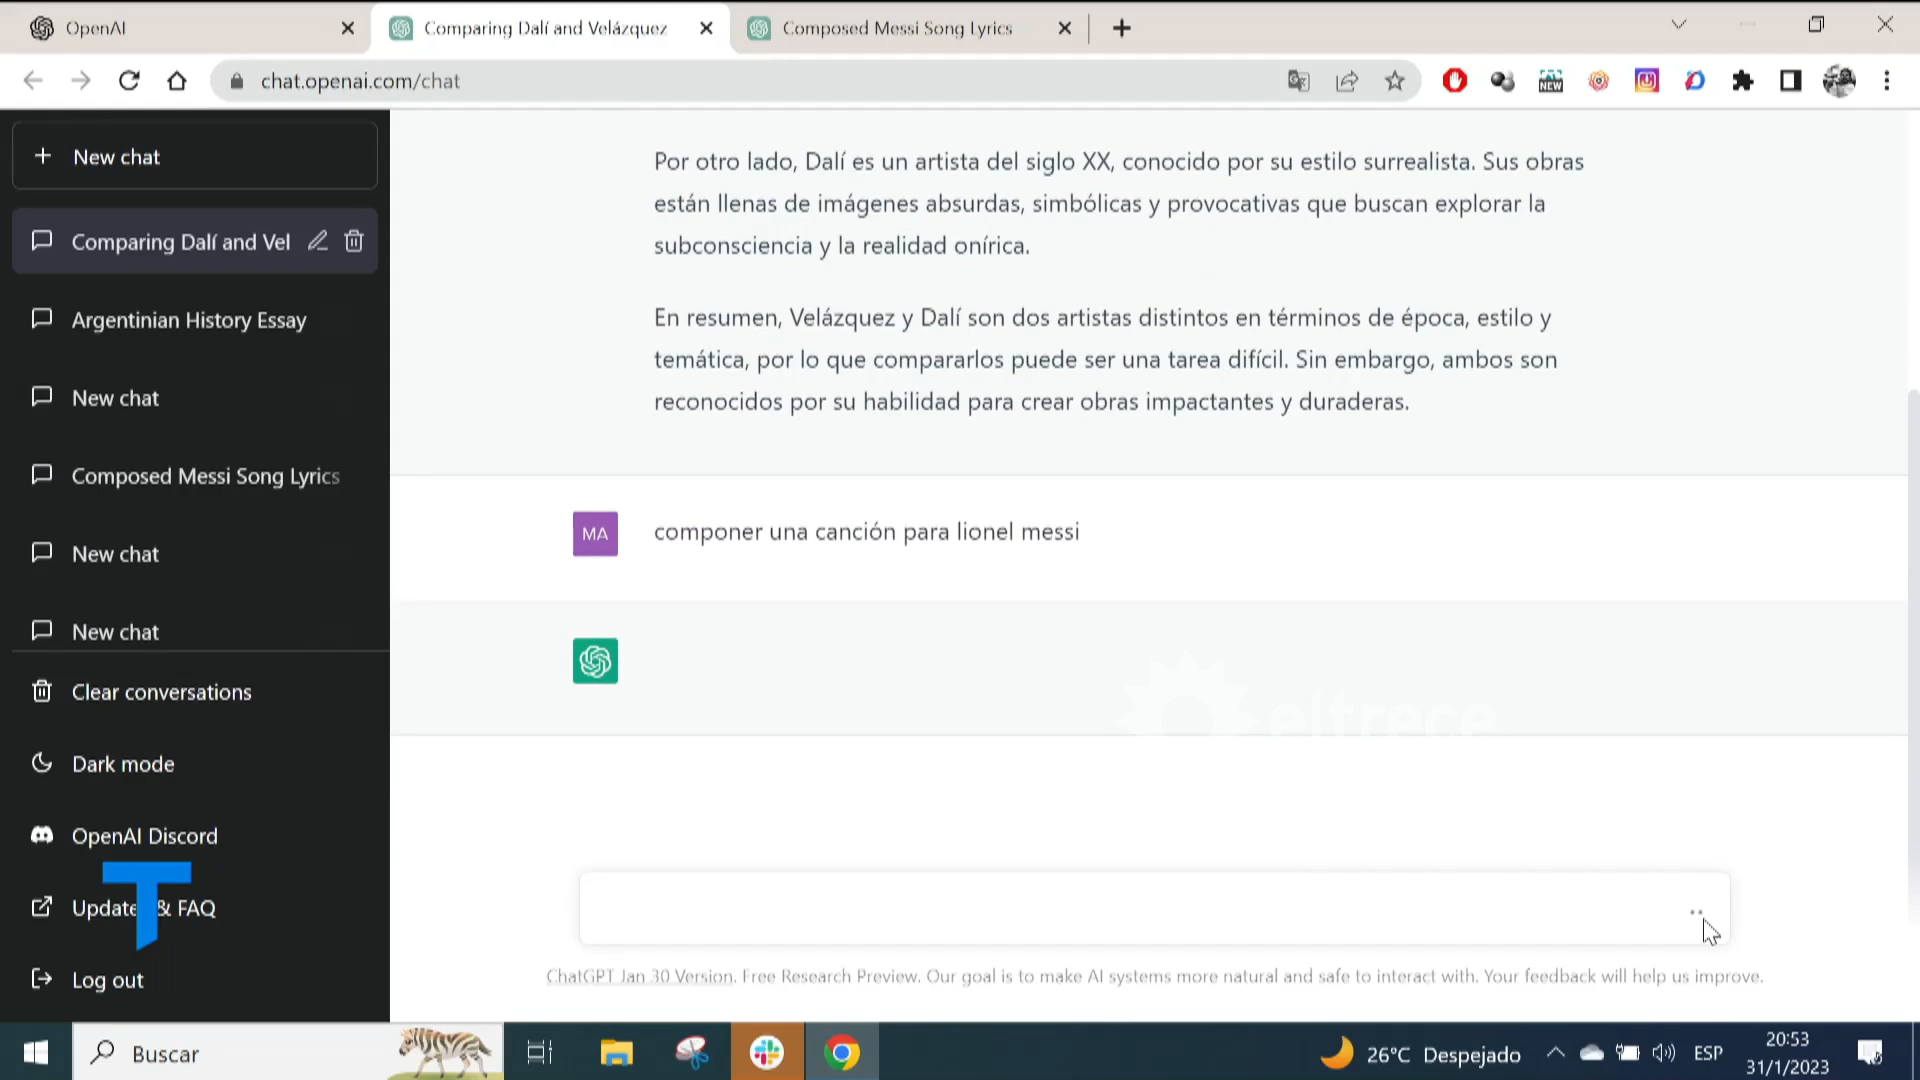 OpenAI
Comparing Dalí and Velázquez
Composed Messi Song Lyrics
chat.openai.com/chat
NEW
New chat
Comparing Dalí and Vel
Argentinian History Essay
New chat
Composed Messi Song Lyrics
New chat
New chat
Clear conversations
Dark mode
OpenAI Discord
Updates & FAQ
Log out
Por otro lado, Dalí es un artista del siglo XX, conocido por su estilo surrealista. Sus obras
están llenas de imágenes absurdas, simbólicas y provocativas que buscan explorar la
subconsciencia y la realidad onírica.
En resumen, Velázquez y Dalí son dos artistas distintos en términos de época, estilo y
temática, por lo que compararlos puede ser una tarea difícil. Sin embargo, ambos son
reconocidos por su habilidad para crear obras impactantes y duraderas.
MA
componer una canción para lionel messi
eltrece
T
ChatGPT Jan 30 Version. Free Research Preview. Our goal is to make AI systems more natural and safe to interact with. Your feedback will help us improve.
Buscar
26°C Despejado
ESP
20:53
31/1/2023